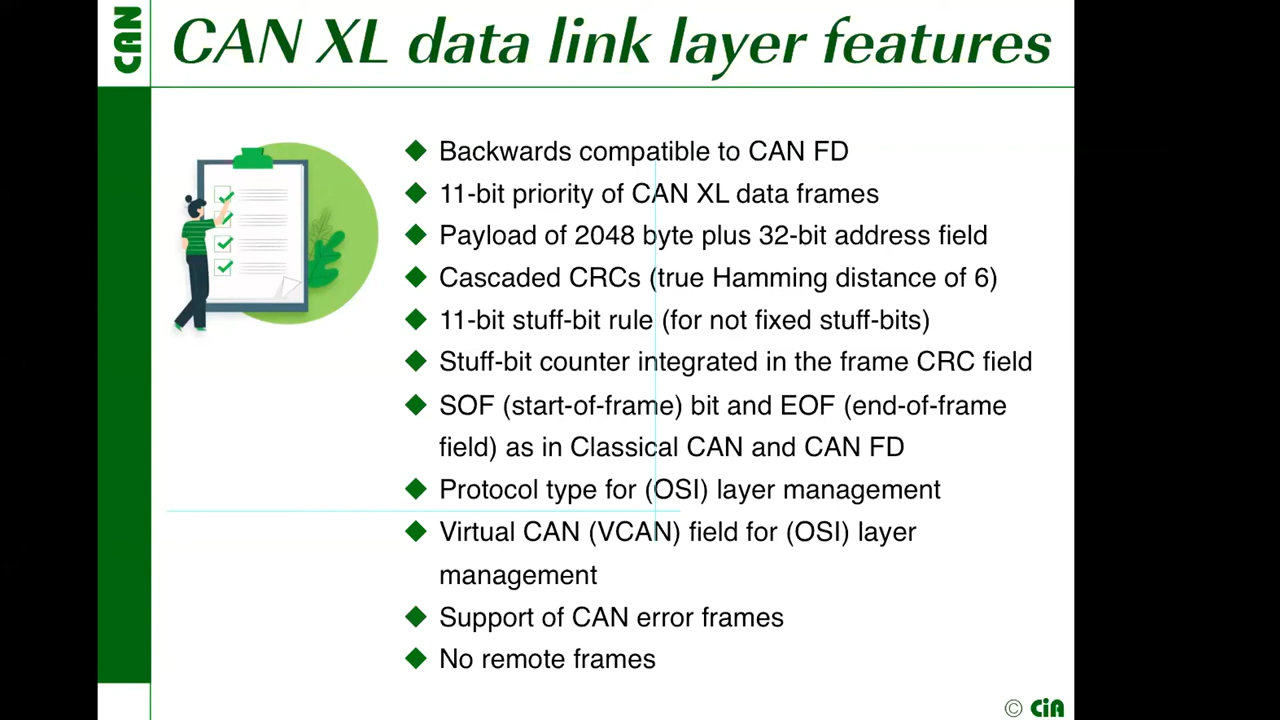 CAN
CAN XL data link layer features
Backwards compatible to CAN FD
11-bit priority of CAN XL data frames
Payload of 2048 byte plus 32-bit address field
Cascaded CRCs (true Hamming distance of 6)
11-bit stuff-bit rule (for not fixed stuff-bits)
Stuff-bit counter integrated in the frame CRC field
SOF (start-of-frame) bit and EOF (end-of-frame
field) as in Classical CAN and CAN FD
Protocol type for (OSI) layer management
Virtual CAN (VCAN) field for (OSI) layer
management
Support of CAN error frames
No remote frames
© CiA